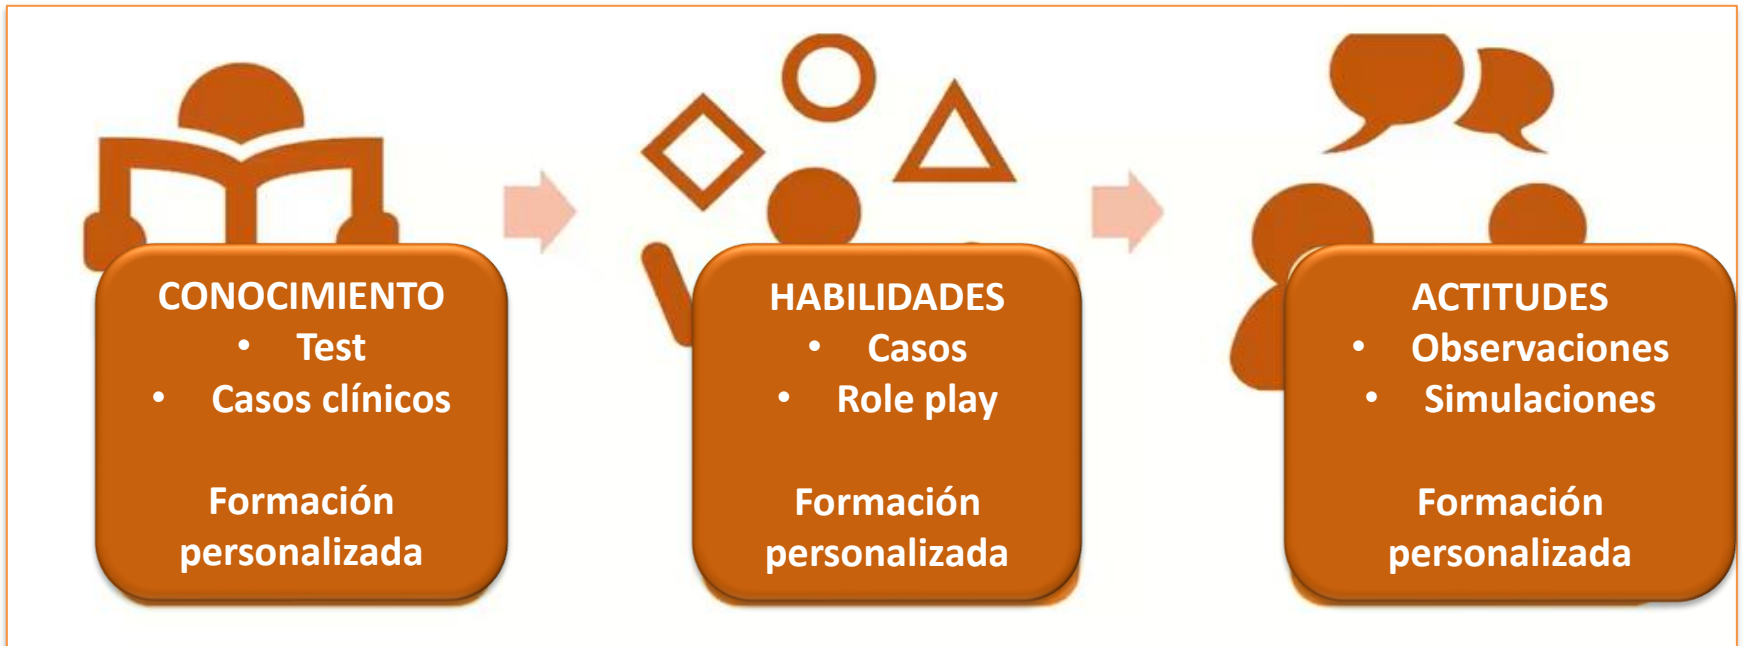 CONOCIMIENTO
• Test
• Casos clínicos
Formación
personalizada
HABILIDADES
• Casos
• Role play
Formación
personalizada
ACTITUDES
• Observaciones
• Simulaciones
Formación
personalizada